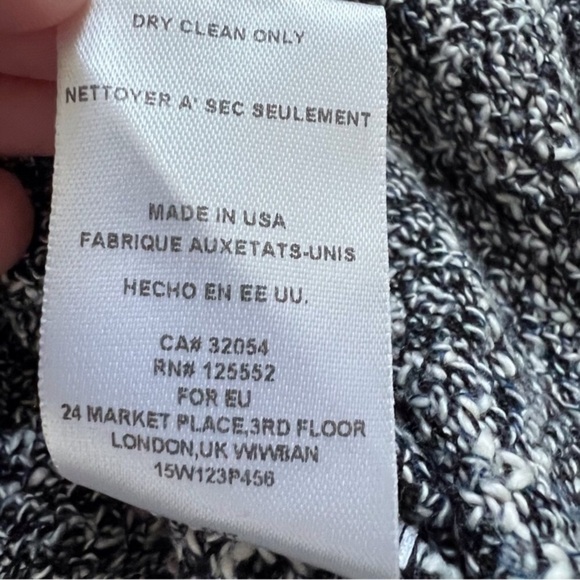 DRY CLEAN ONLY
NETTOYER A' SEC SEULEMENT
MADE IN USA
FABRIQUE AUXETATS-UNIS
HECHO EN EE UU.
CA# 32054
RN# 125552
FOR EU
24 MARKET PLACE,3RD FLOOR
LONDON,UK
15W123P456